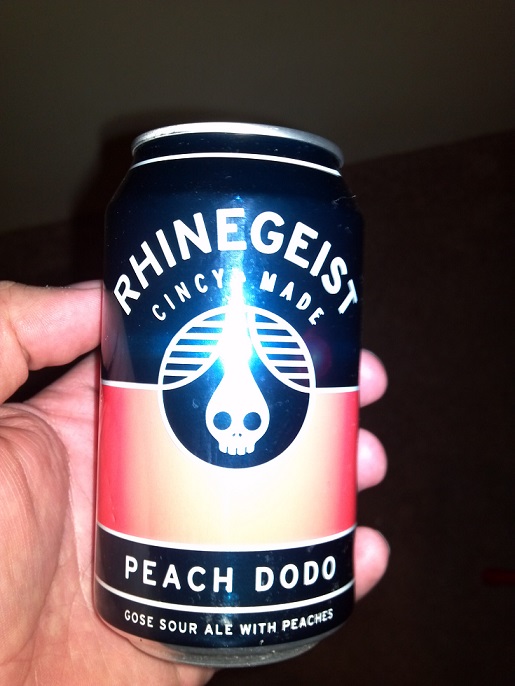 RHINEGEIST
CINCY MADE
PEACH DODO
GOSE SOUR ALE WITH PEACHES